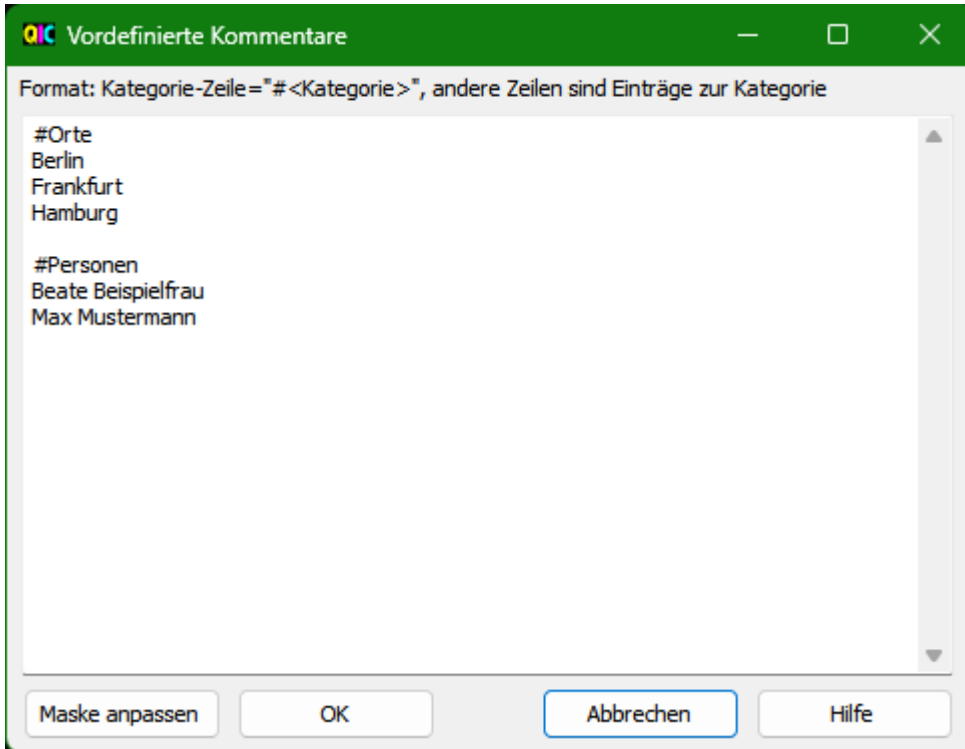 QIC Vordefinierte Kommentare
Format: Kategorie-Zeile="#<Kategorie>", andere Zeilen sind Einträge zur Kategorie
#Orte
Berlin
Frankfurt
Hamburg
#Personen
Beate Beispielfrau
Max Mustermann
Maske anpassen OK Abbrechen Hilfe